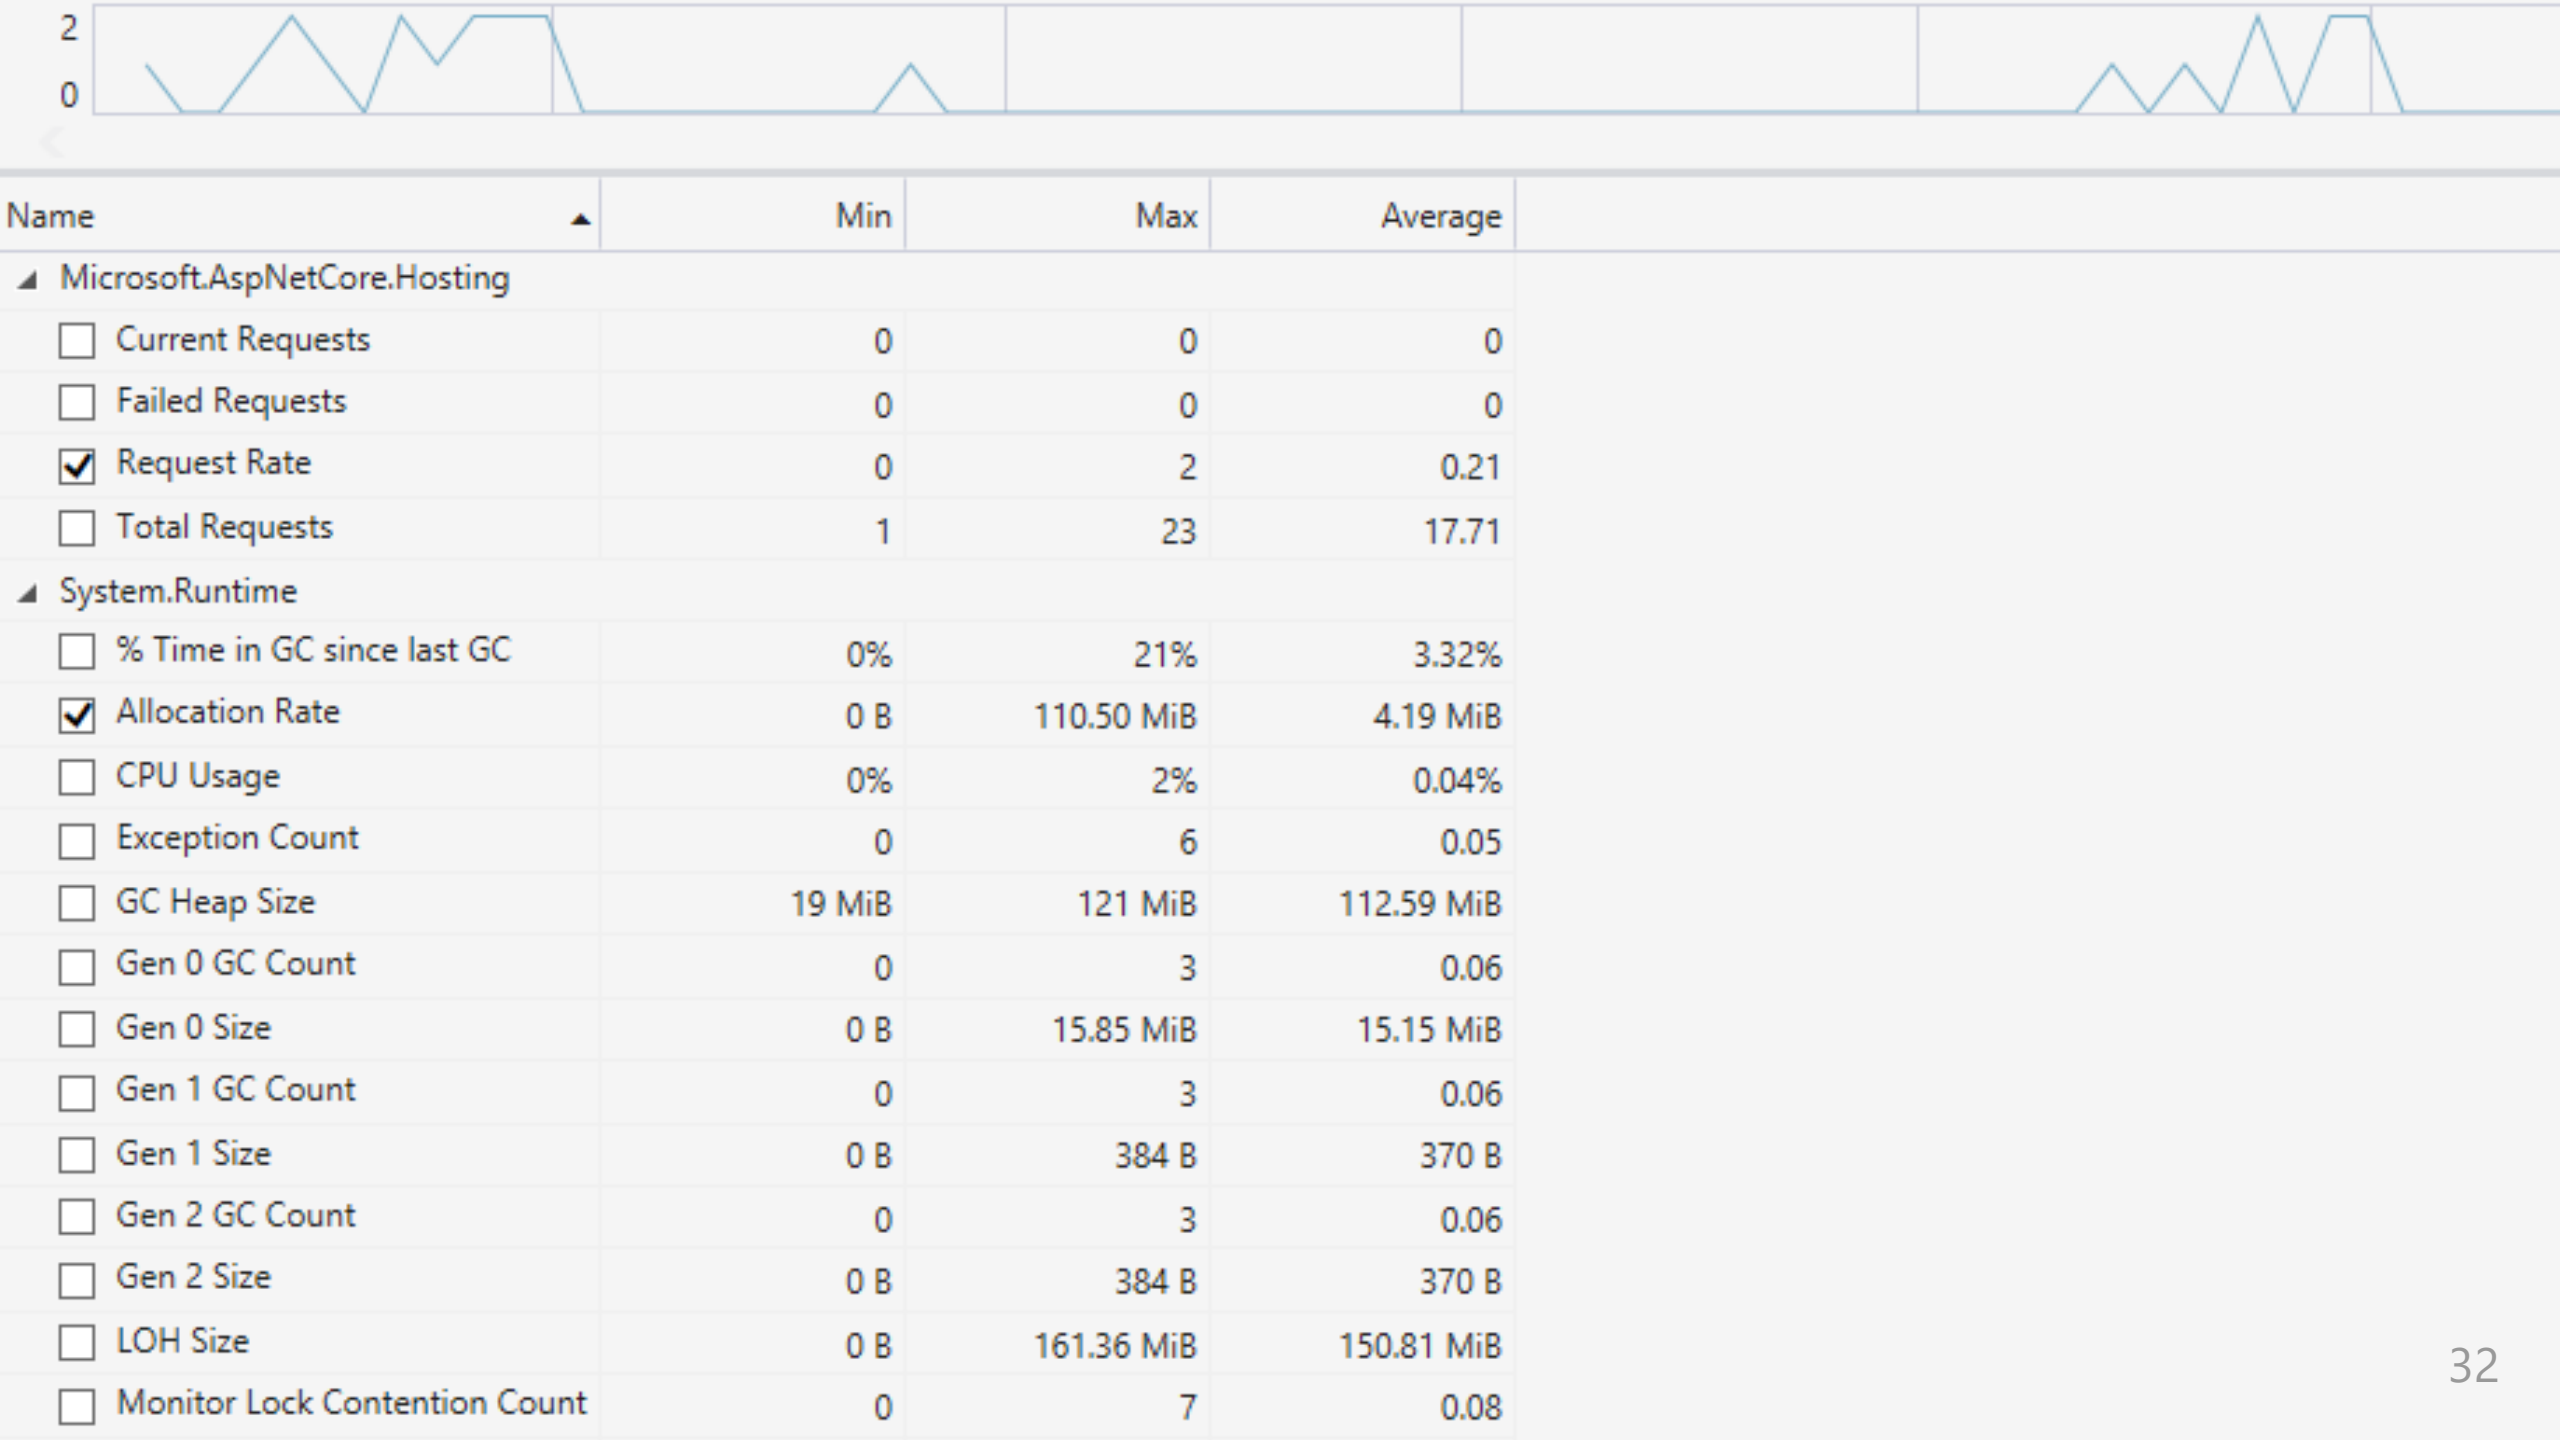 2
0
Name Min Max Average
Microsoft.AspNetCore.Hosting
Current Requests 0 0 0
Failed Requests 0 0 0
Request Rate 0 2 0.21
Total Requests 1 23 17.71
System.Runtime
% Time in GC since last GC 0% 21% 3.32%
Allocation Rate 0 B 110.50 MiB 4.19 MiB
CPU Usage 0% 2% 0.04%
Exception Count 0 6 0.05
GC Heap Size 19 MiB 121 MiB 112.59 MiB
Gen 0 GC Count 0 3 0.06
Gen 0 Size 0 B 15.85 MiB 15.15 MiB
Gen 1 GC Count 0 3 0.06
Gen 1 Size 0 B 384 B 370 B
Gen 2 GC Count 0 3 0.06
Gen 2 Size 0 B 384 B 370 B
LOH Size 0 B 161.36 MiB 150.81 MiB
Monitor Lock Contention Count 0 7 0.08
32